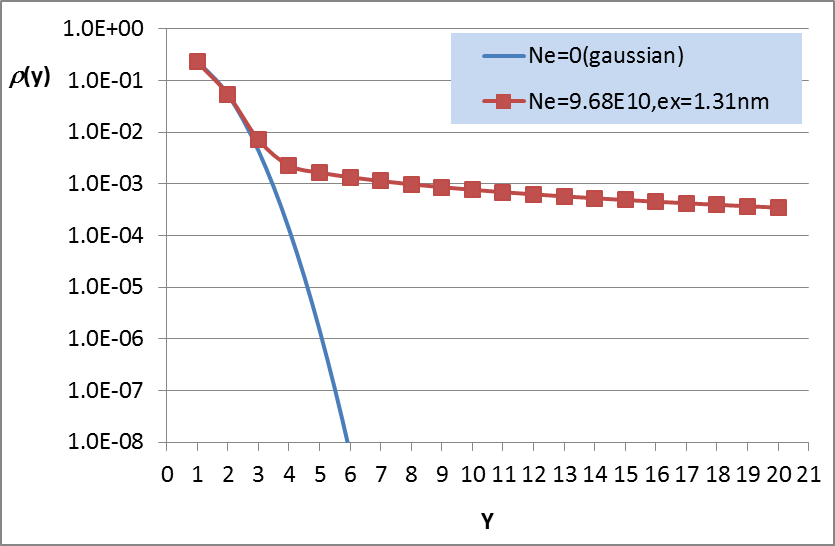 1.0E+00
1.0E-01
1.0E-02
1.0E-03
1.0E-04
1.0E-05
1.0E-06
1.0E-07
1.0E-08
ρ(y)
Ne=0(gaussian)
Ne=9.68E10,ex=1.31nm
0 1 2 3 4 5 6 7 8 9 10 11 12 13 14 15 16 17 18 19 20 21
Y